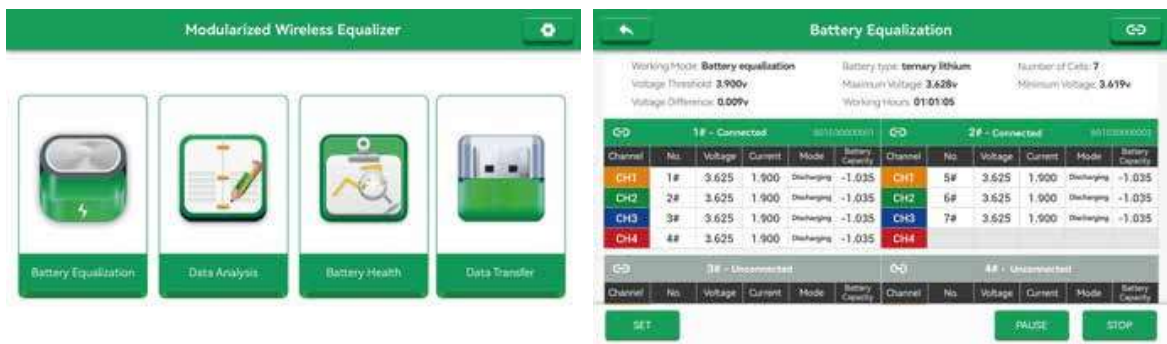 Modularized Wireless Equalizer
Battery Equalization
Data Analysis
Battery Health
Data Transfer
Battery Equalization
Working Mode: Battery equalization
Battery type: ternary lithium
Number of Cells: 7
Voltage Threshold: 3.900v
Maximum Voltage: 3.628v
Minimum Voltage: 3.619v
Voltage Difference: 0.009v
Working Hours: 01:01:05
1# - Connected
2# - Connected
Channel No. Voltage Current Mode Battery Capacity Channel No. Voltage Current Mode Battery Capacity
CH1 1# 3.625 1.900 Discharging -1.035 CH1 5# 3.625 1.900 Discharging -1.035
CH2 2# 3.625 1.900 Discharging -1.035 CH2 6# 3.625 1.900 Discharging -1.035
CH3 3# 3.625 1.900 Discharging -1.035 CH3 7# 3.625 1.900 Discharging -1.035
CH4 4# 3.625 1.900 Discharging -1.035 CH4
3# - Unconnected
4# - Unconnected
Channel No. Voltage Current Mode Battery Capacity Channel No. Voltage Current Mode Battery Capacity
SET
PAUSE
STOP